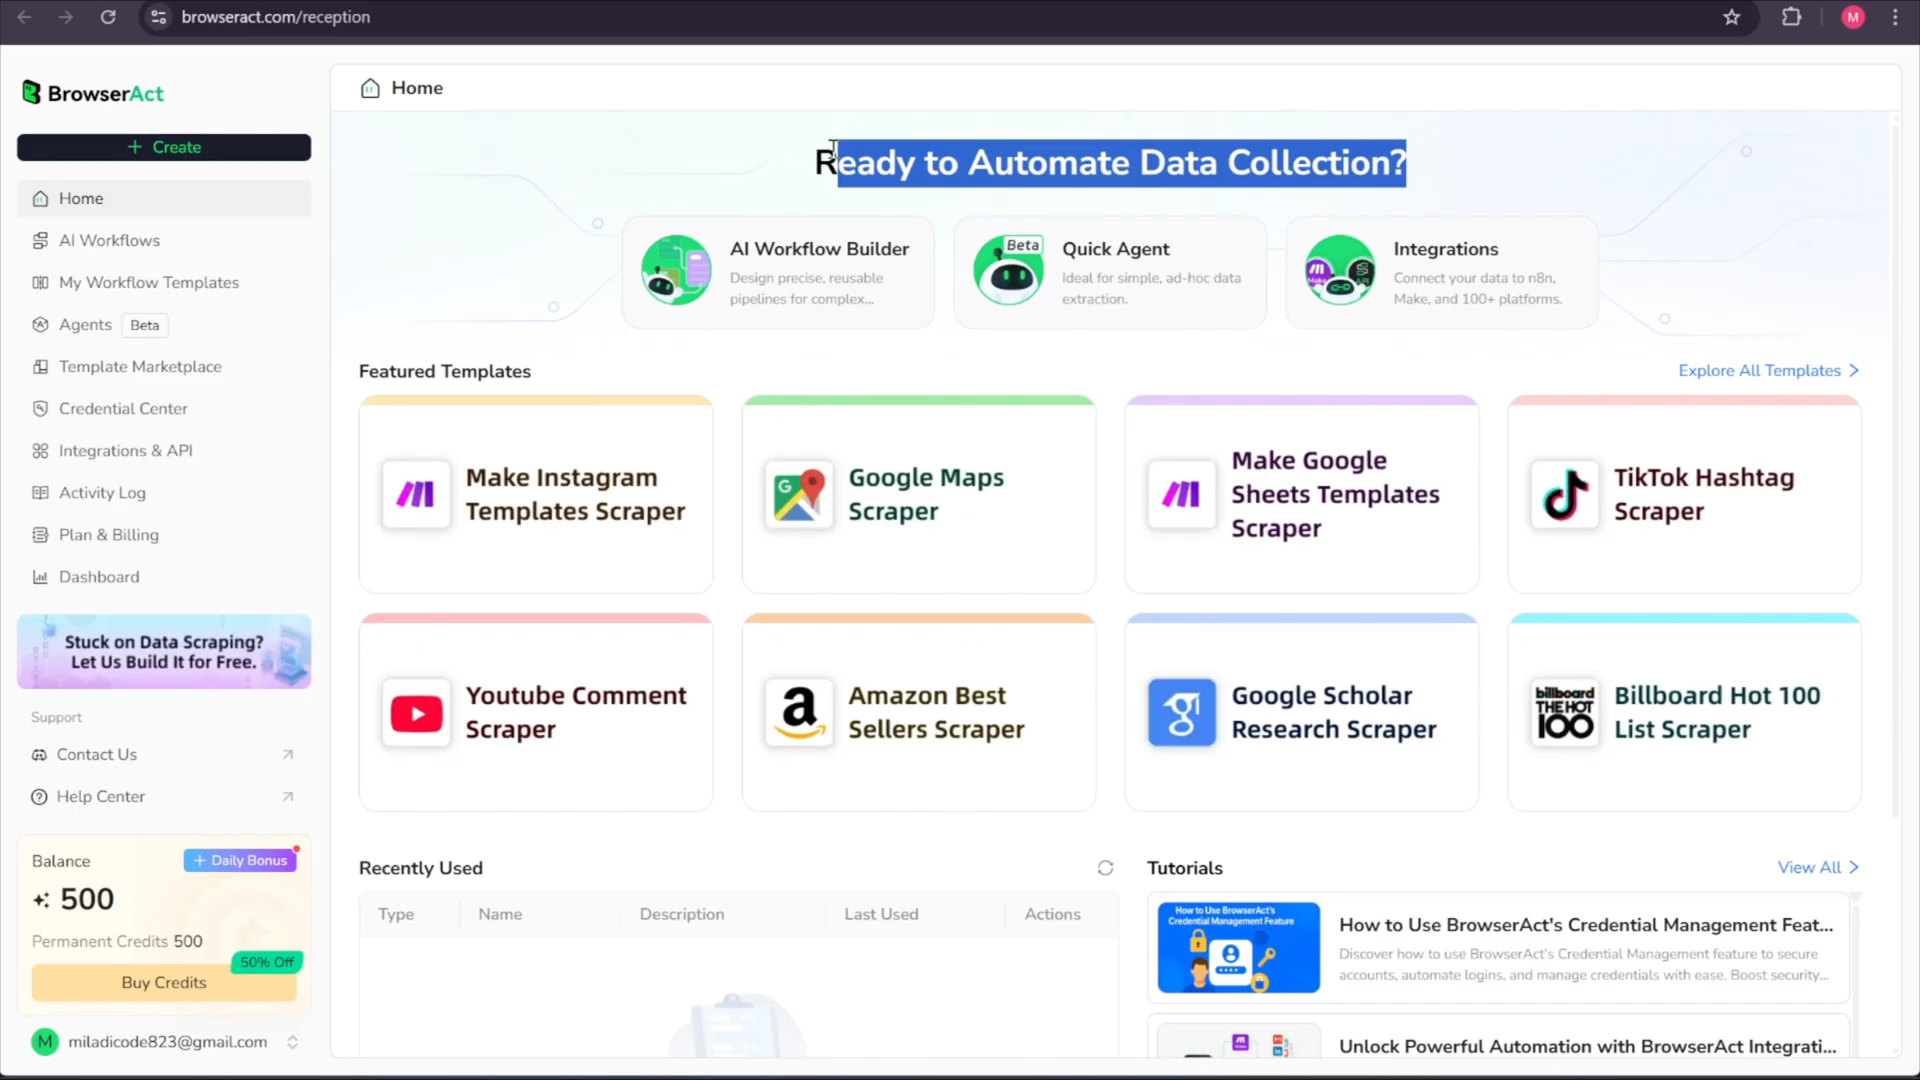 browseract.com/reception
M
BrowserAct
Home
+ Create
Ready to Automate Data Collection?
Home
AI Workflows
My Workflow Templates
Agents Beta
Template Marketplace
Credential Center
Integrations & API
Activity Log
Plan & Billing
Dashboard
AI Workflow Builder
Design precise, reusable
pipelines for complex...
Beta
Quick Agent
Ideal for simple, ad-hoc data
extraction.
Make
Integrations
Connect your data to n8n,
Make, and 100+ platforms.
Featured Templates
Explore All Templates
Make Instagram
Templates Scraper
G
Google Maps
Scraper
Make Google
Sheets Templates
Scraper
TikTok Hashtag
Scraper
Youtube Comment
Scraper
a
Amazon Best
Sellers Scraper
g
Google Scholar
Research Scraper
billboard
THE HOT
100
Billboard Hot 100
List Scraper
Stuck on Data Scraping?
Let Us Build It for Free.
Support
Contact Us
Help Center
Balance
+ Daily Bonus
500
Permanent Credits 500
50% Off
Buy Credits
M
miladicode823@gmail.com
Recently Used
Type Name Description Last Used Actions
Tutorials
View All
How to Use BrowserAct's
Credential Management Feature
How to Use BrowserAct's Credential Management Feat...
Discover how to use BrowserAct's Credential Management feature to secure
accounts, automate logins, and manage credentials with ease. Boost security...
Unlock Powerful Automation with BrowserAct Integrati...